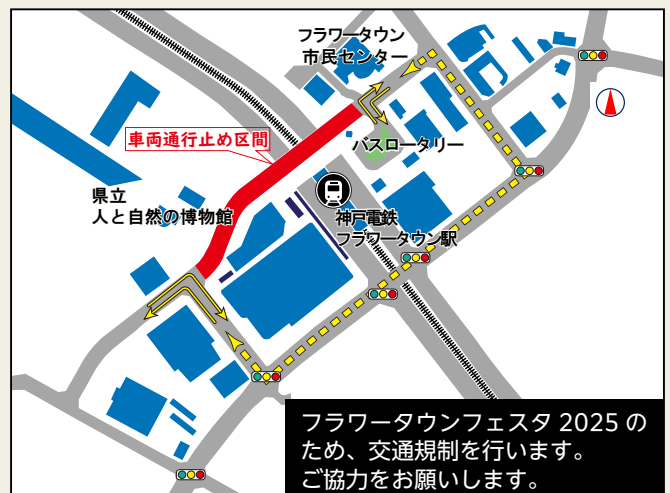 フラワータウン
市民センター
車両通行止め区間
バスロータリー
県立
人と自然の博物館
神戸電鉄
フラワータウン駅
フラワータウンフェスタ 2025 の
ため、交通規制を行います。
ご協力をお願いします。